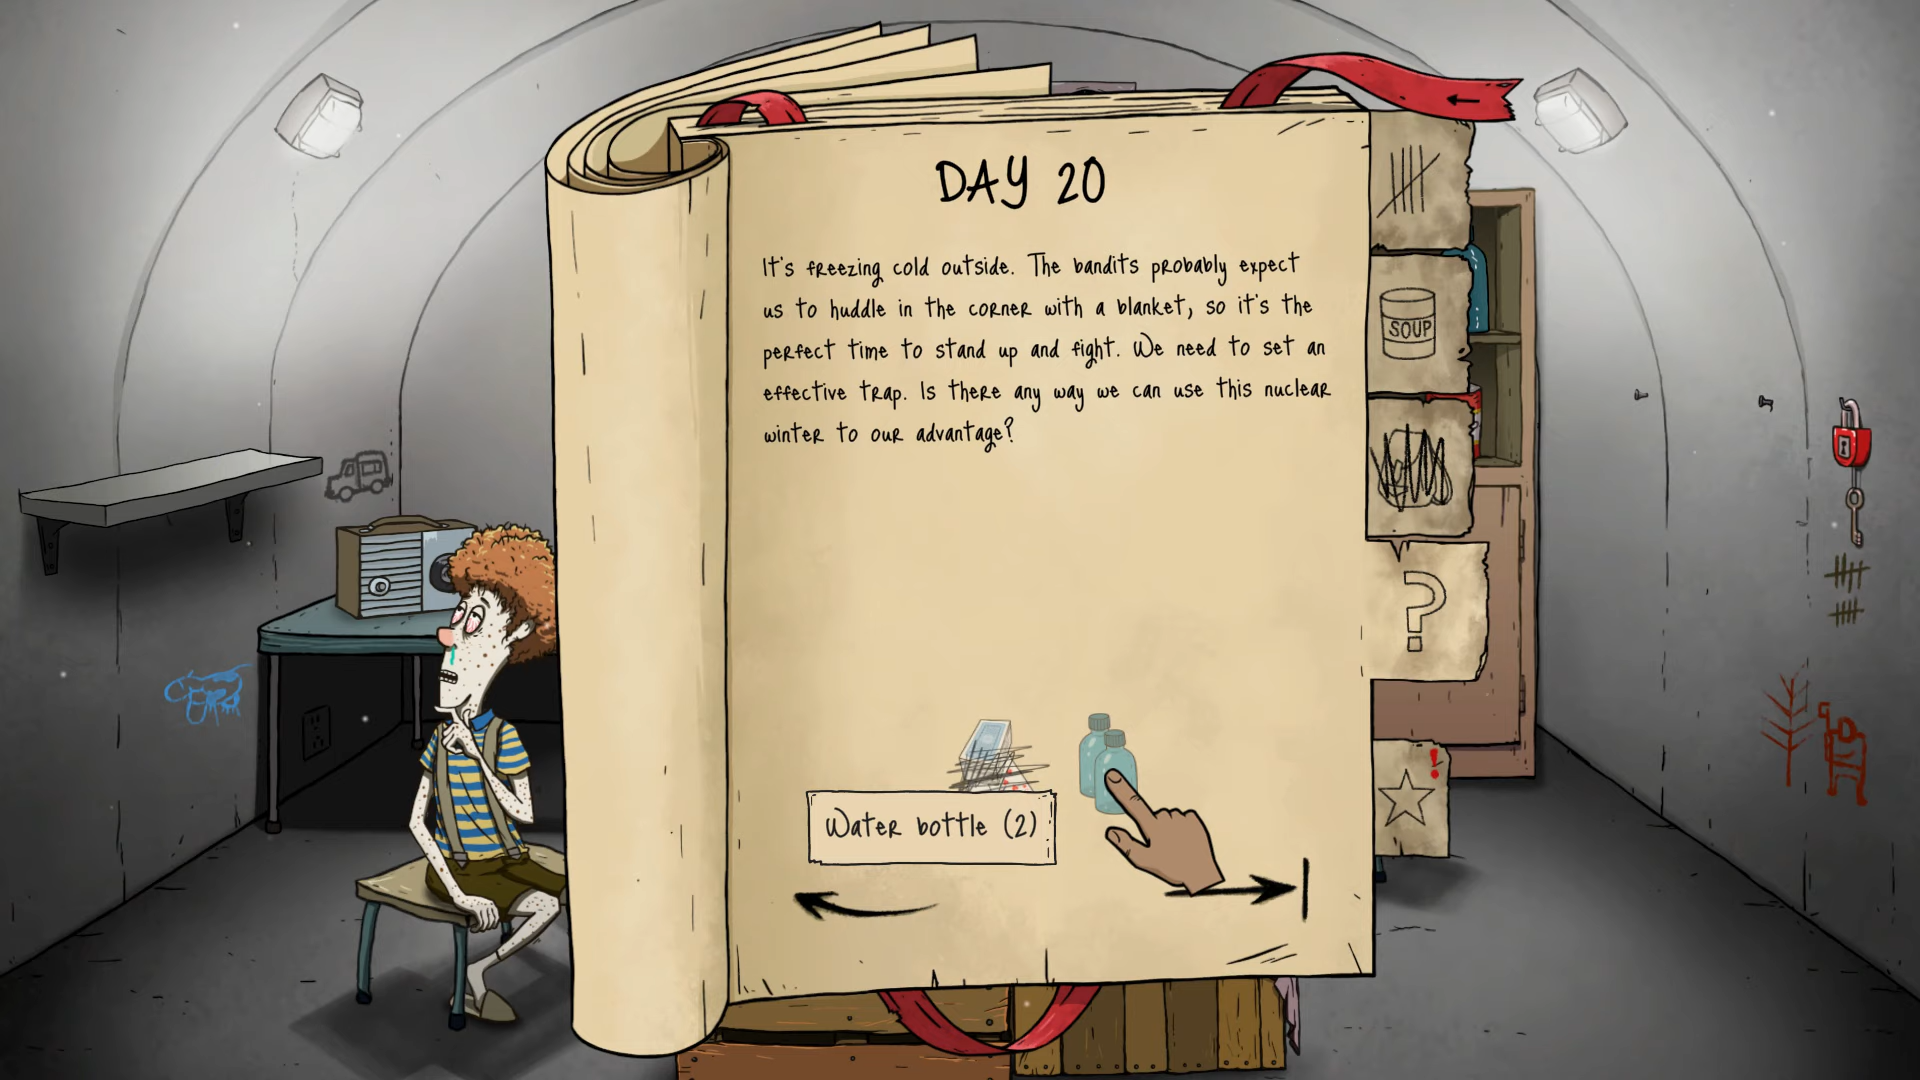 DAY 20
It's freezing cold outside. The bandits probably expect
us to huddle in the corner with a blanket, so it's the
perfect time to stand up and fight. We need to set an
effective trap. Is there any way we can use this nuclear
winter to our advantage?
SOUP
?
!
Water bottle (2)